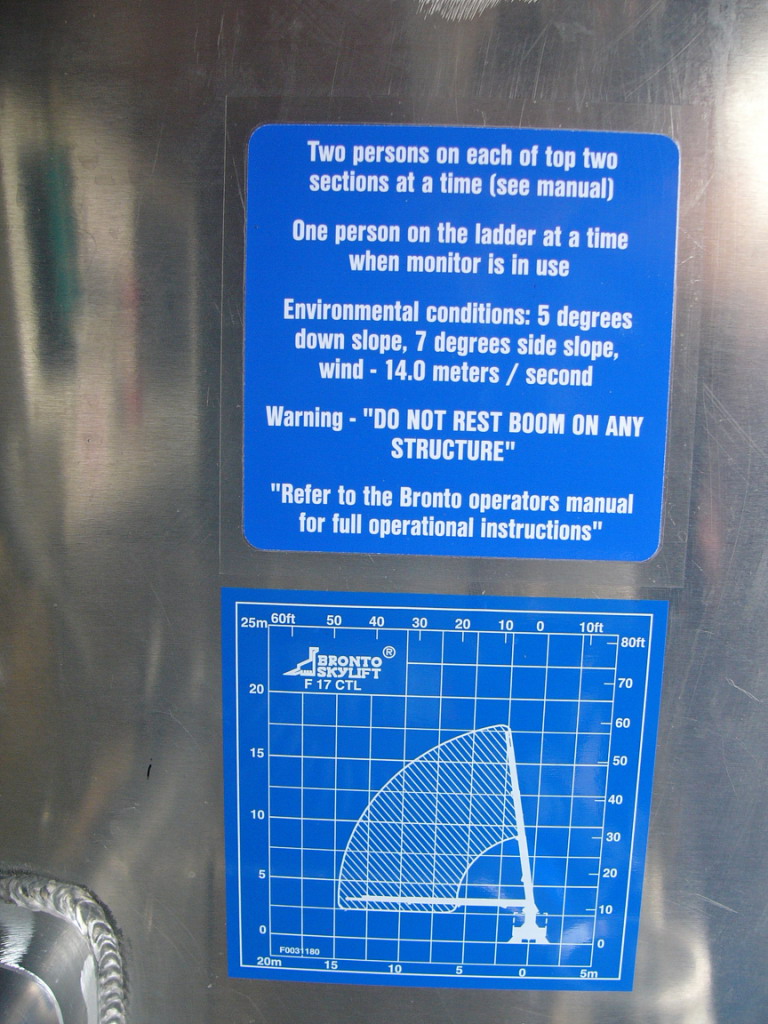 Two persons on each of top two
sections at a time (see manual)
One person on the ladder at a time
when monitor is in use
Environmental conditions: 5 degrees
down slope, 7 degrees side slope,
wind - 14.0 meters / second
Warning - "DO NOT REST BOOM ON ANY
STRUCTURE"
"Refer to the Bronto operators manual
for full operational instructions"
25m 60ft 50 40 30 20 10 0 10ft
80ft
BRONTO ®
SKYLIFT
F 17 CTL
70
20
60
15
50
40
10
30
20
5
10
0
0
F0031180
20m 15 10 5 0 5m